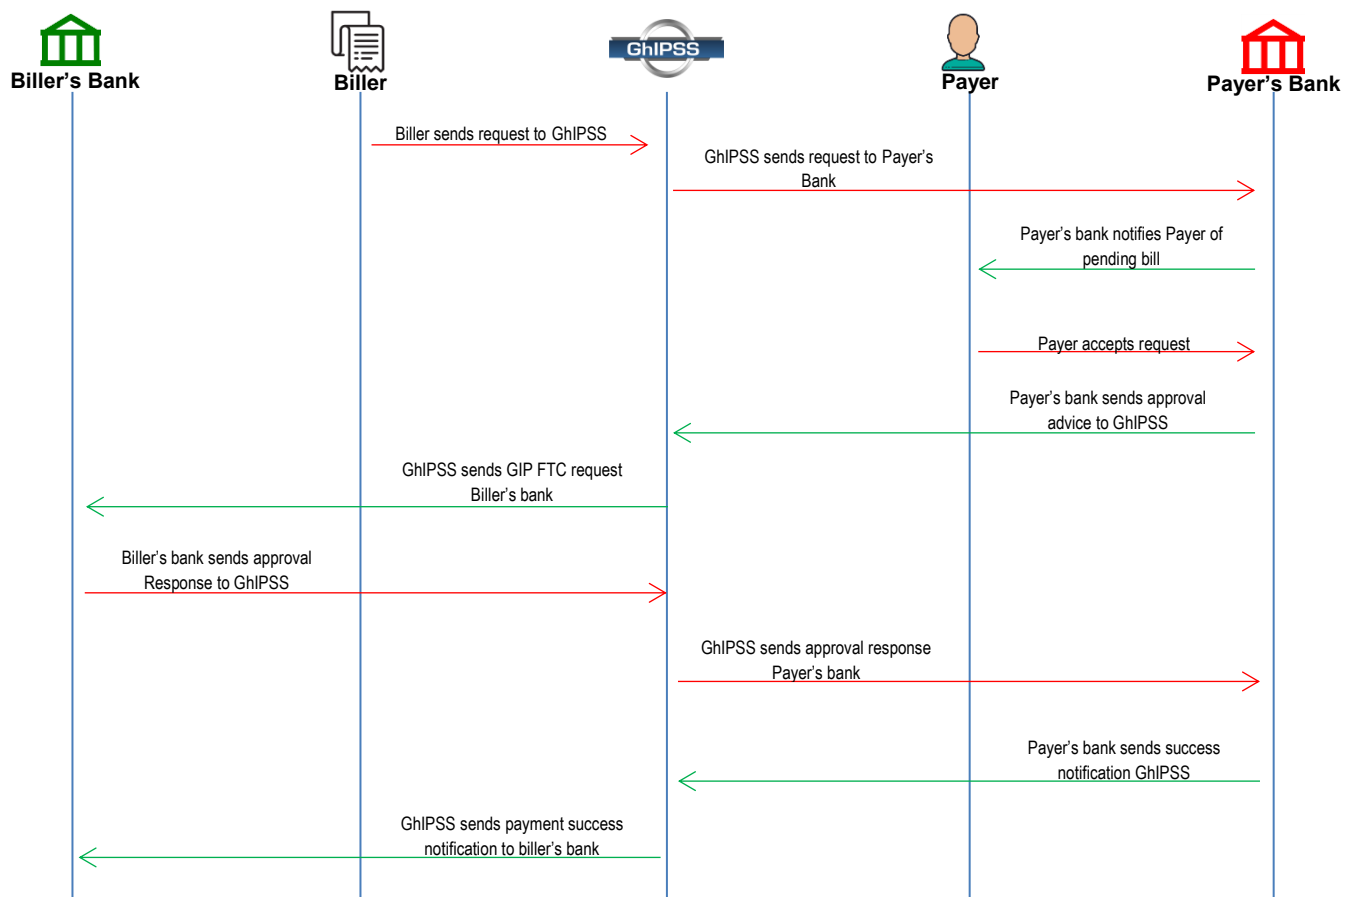 GhIPSS
Biller's Bank
Biller
Payer
Payer's Bank
Biller sends request to GhIPSS
GhIPSS sends request to Payer's
Bank
Payer's bank notifies Payer of
pending bill
Payer accepts request
Payer's bank sends approval
advice to GhIPSS
GhIPSS sends GIP FTC request
Biller's bank
Biller's bank sends approval
Response to GhIPSS
GhIPSS sends approval response
Payer's bank
Payer's bank sends success
notification GhIPSS
GhIPSS sends payment success
notification to biller's bank